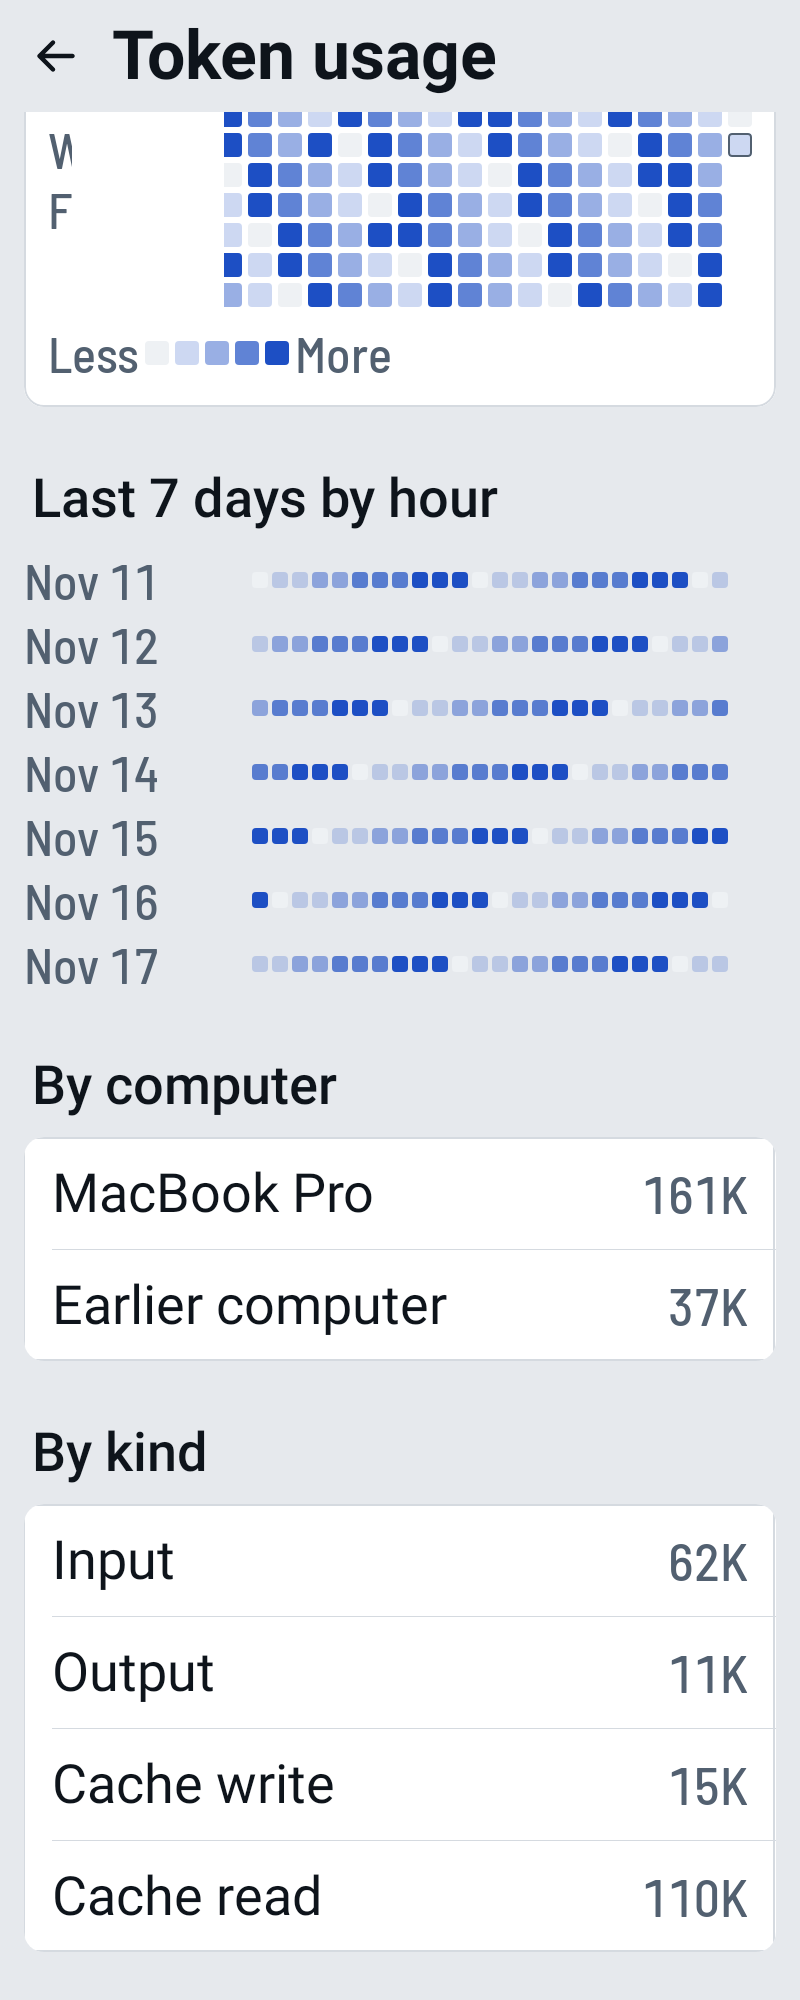 Token usage
W
F
Less More
Last 7 days by hour
Nov 11
Nov 12
Nov 13
Nov 14
Nov 15
Nov 16
Nov 17
By computer
MacBook Pro 161K
Earlier computer 37K
By kind
Input 62K
Output 11K
Cache write 15K
Cache read 110K